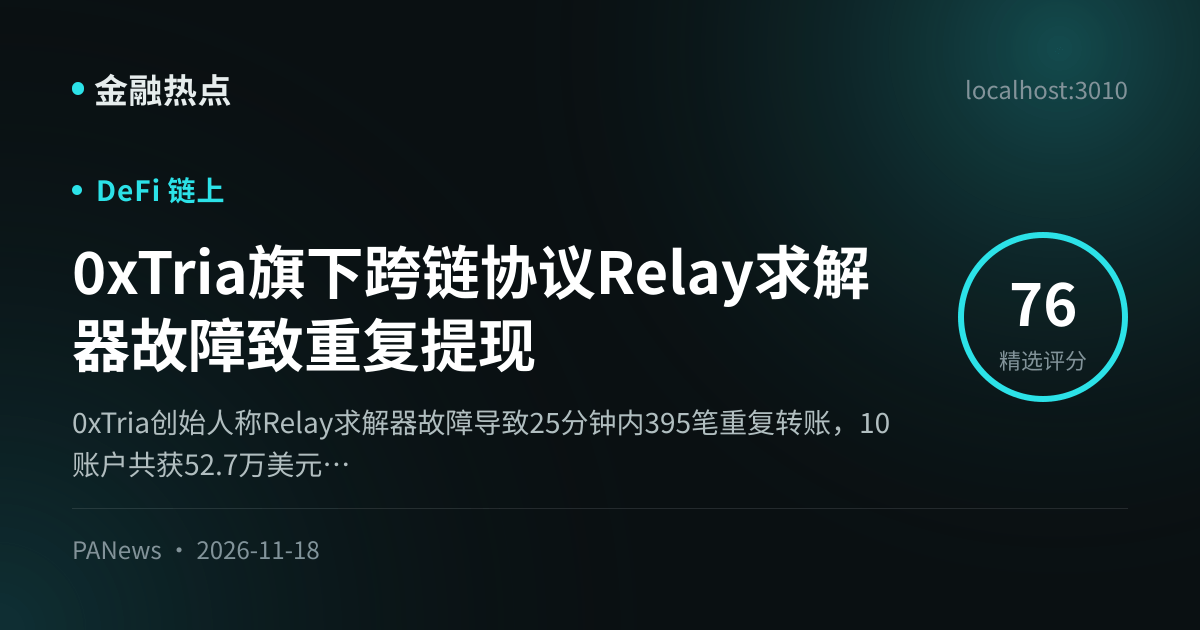 金融热点
localhost:3010
DeFi 链上
0xTria旗下跨链协议Relay求解
器故障致重复提现
76
精选评分
0xTria创始人称Relay求解器故障导致25分钟内395笔重复转账，10
账户共获52.7万美元…
PANews • 2026-11-18